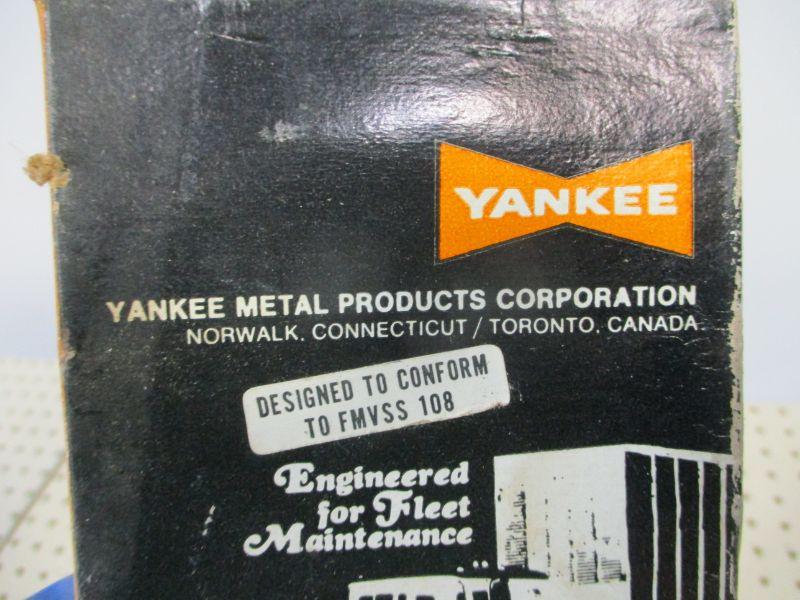 YANKEE
YANKEE METAL PRODUCTS CORPORATION
NORWALK, CONNECTICUT / TORONTO, CANADA.
DESIGNED TO CONFORM
TO FMVSS 108
Engineered
for Fleet
Maintenance